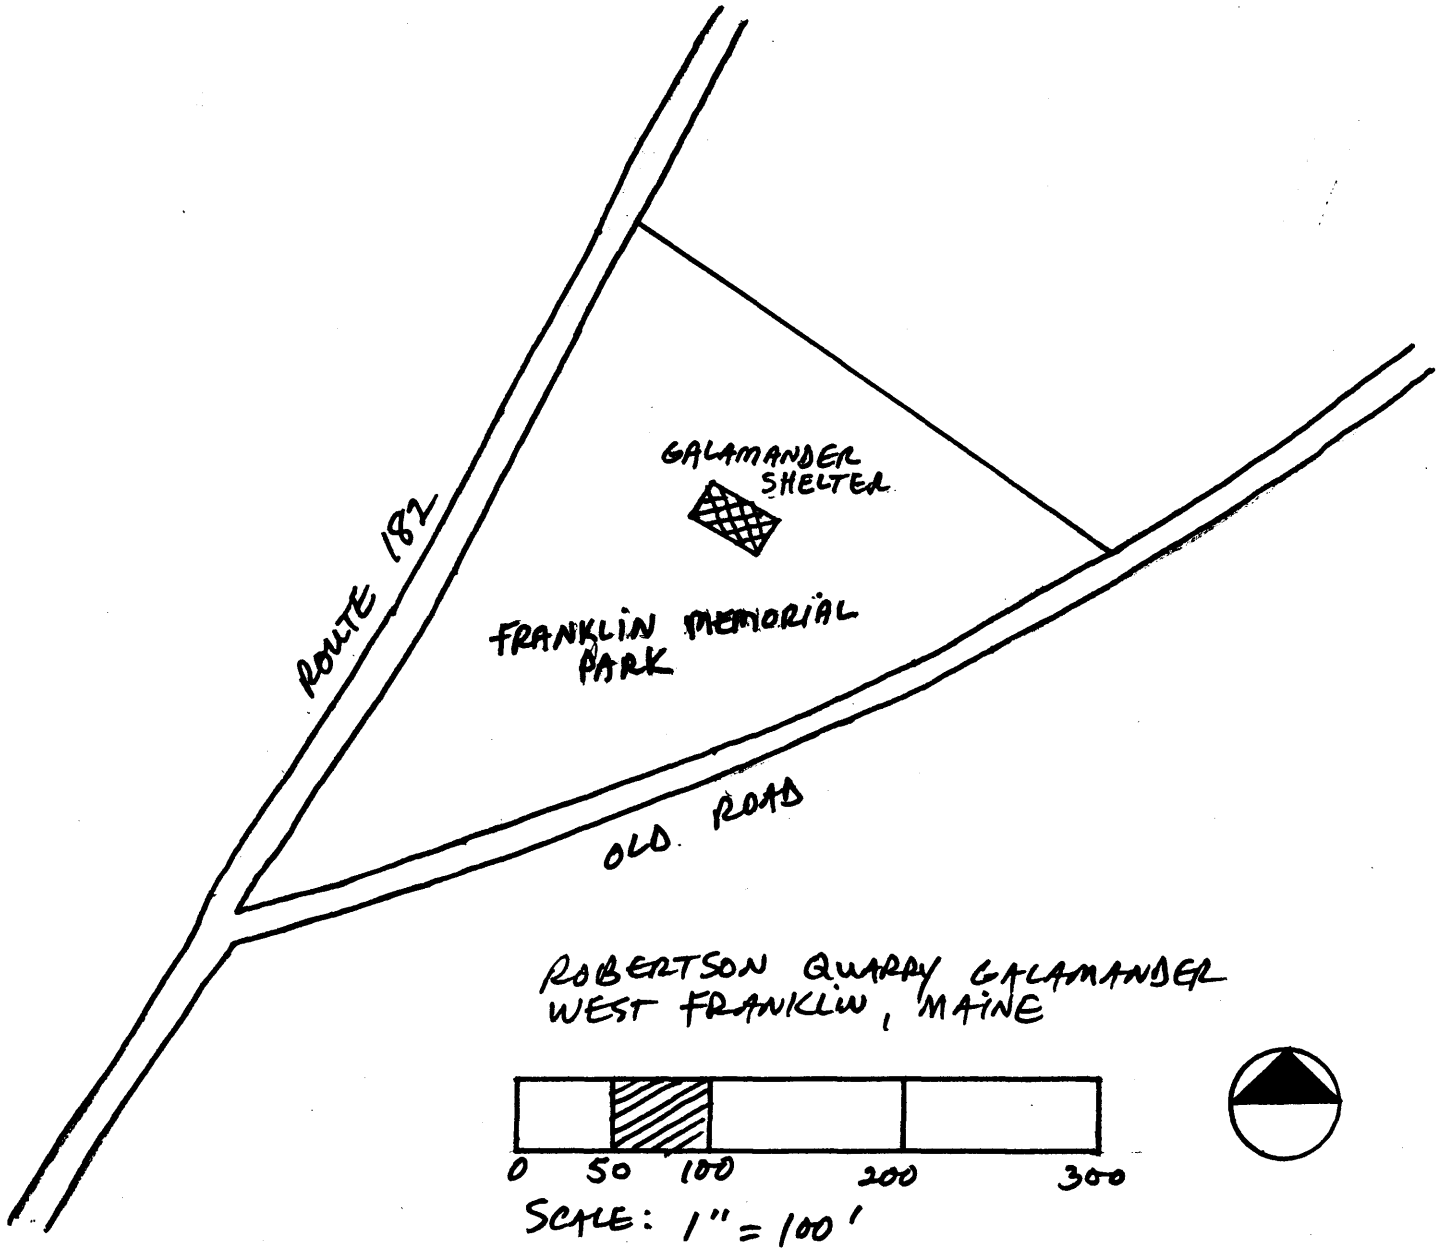 GALAMANDER
SHELTER
ROUTE 182
FRANKLIN MEMORIAL
PARK
OLD ROAD
ROBERTSON QUARRY GALAMANDER
WEST FRANKLIN, MAINE
0 50 100 200 300
SCALE: 1" = 100'